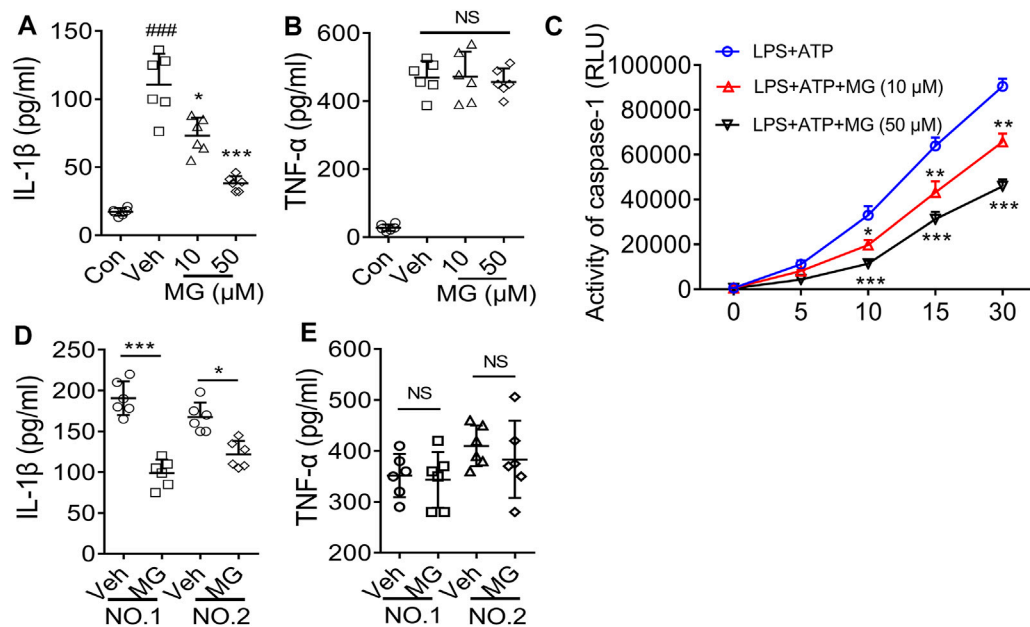 A
IL-1β (pg/ml)
150
100
50
0
###
*
***
Con
Veh
10
50
MG (μM)
B
TNF-α (pg/ml)
600
400
200
0
NS
Con
Veh
10
50
MG (μM)
C
Activity of caspase-1 (RLU)
100000
80000
60000
40000
20000
0
LPS+ATP
LPS+ATP+MG (10 μM)
LPS+ATP+MG (50 μM)
*
**
**
***
***
***
0
5
10
15
30
D
IL-1β (pg/ml)
250
200
150
100
50
0
***
*
Veh
MG
Veh
MG
NO.1
NO.2
E
TNF-α (pg/ml)
600
500
400
300
200
NS
NS
Veh
MG
Veh
MG
NO.1
NO.2